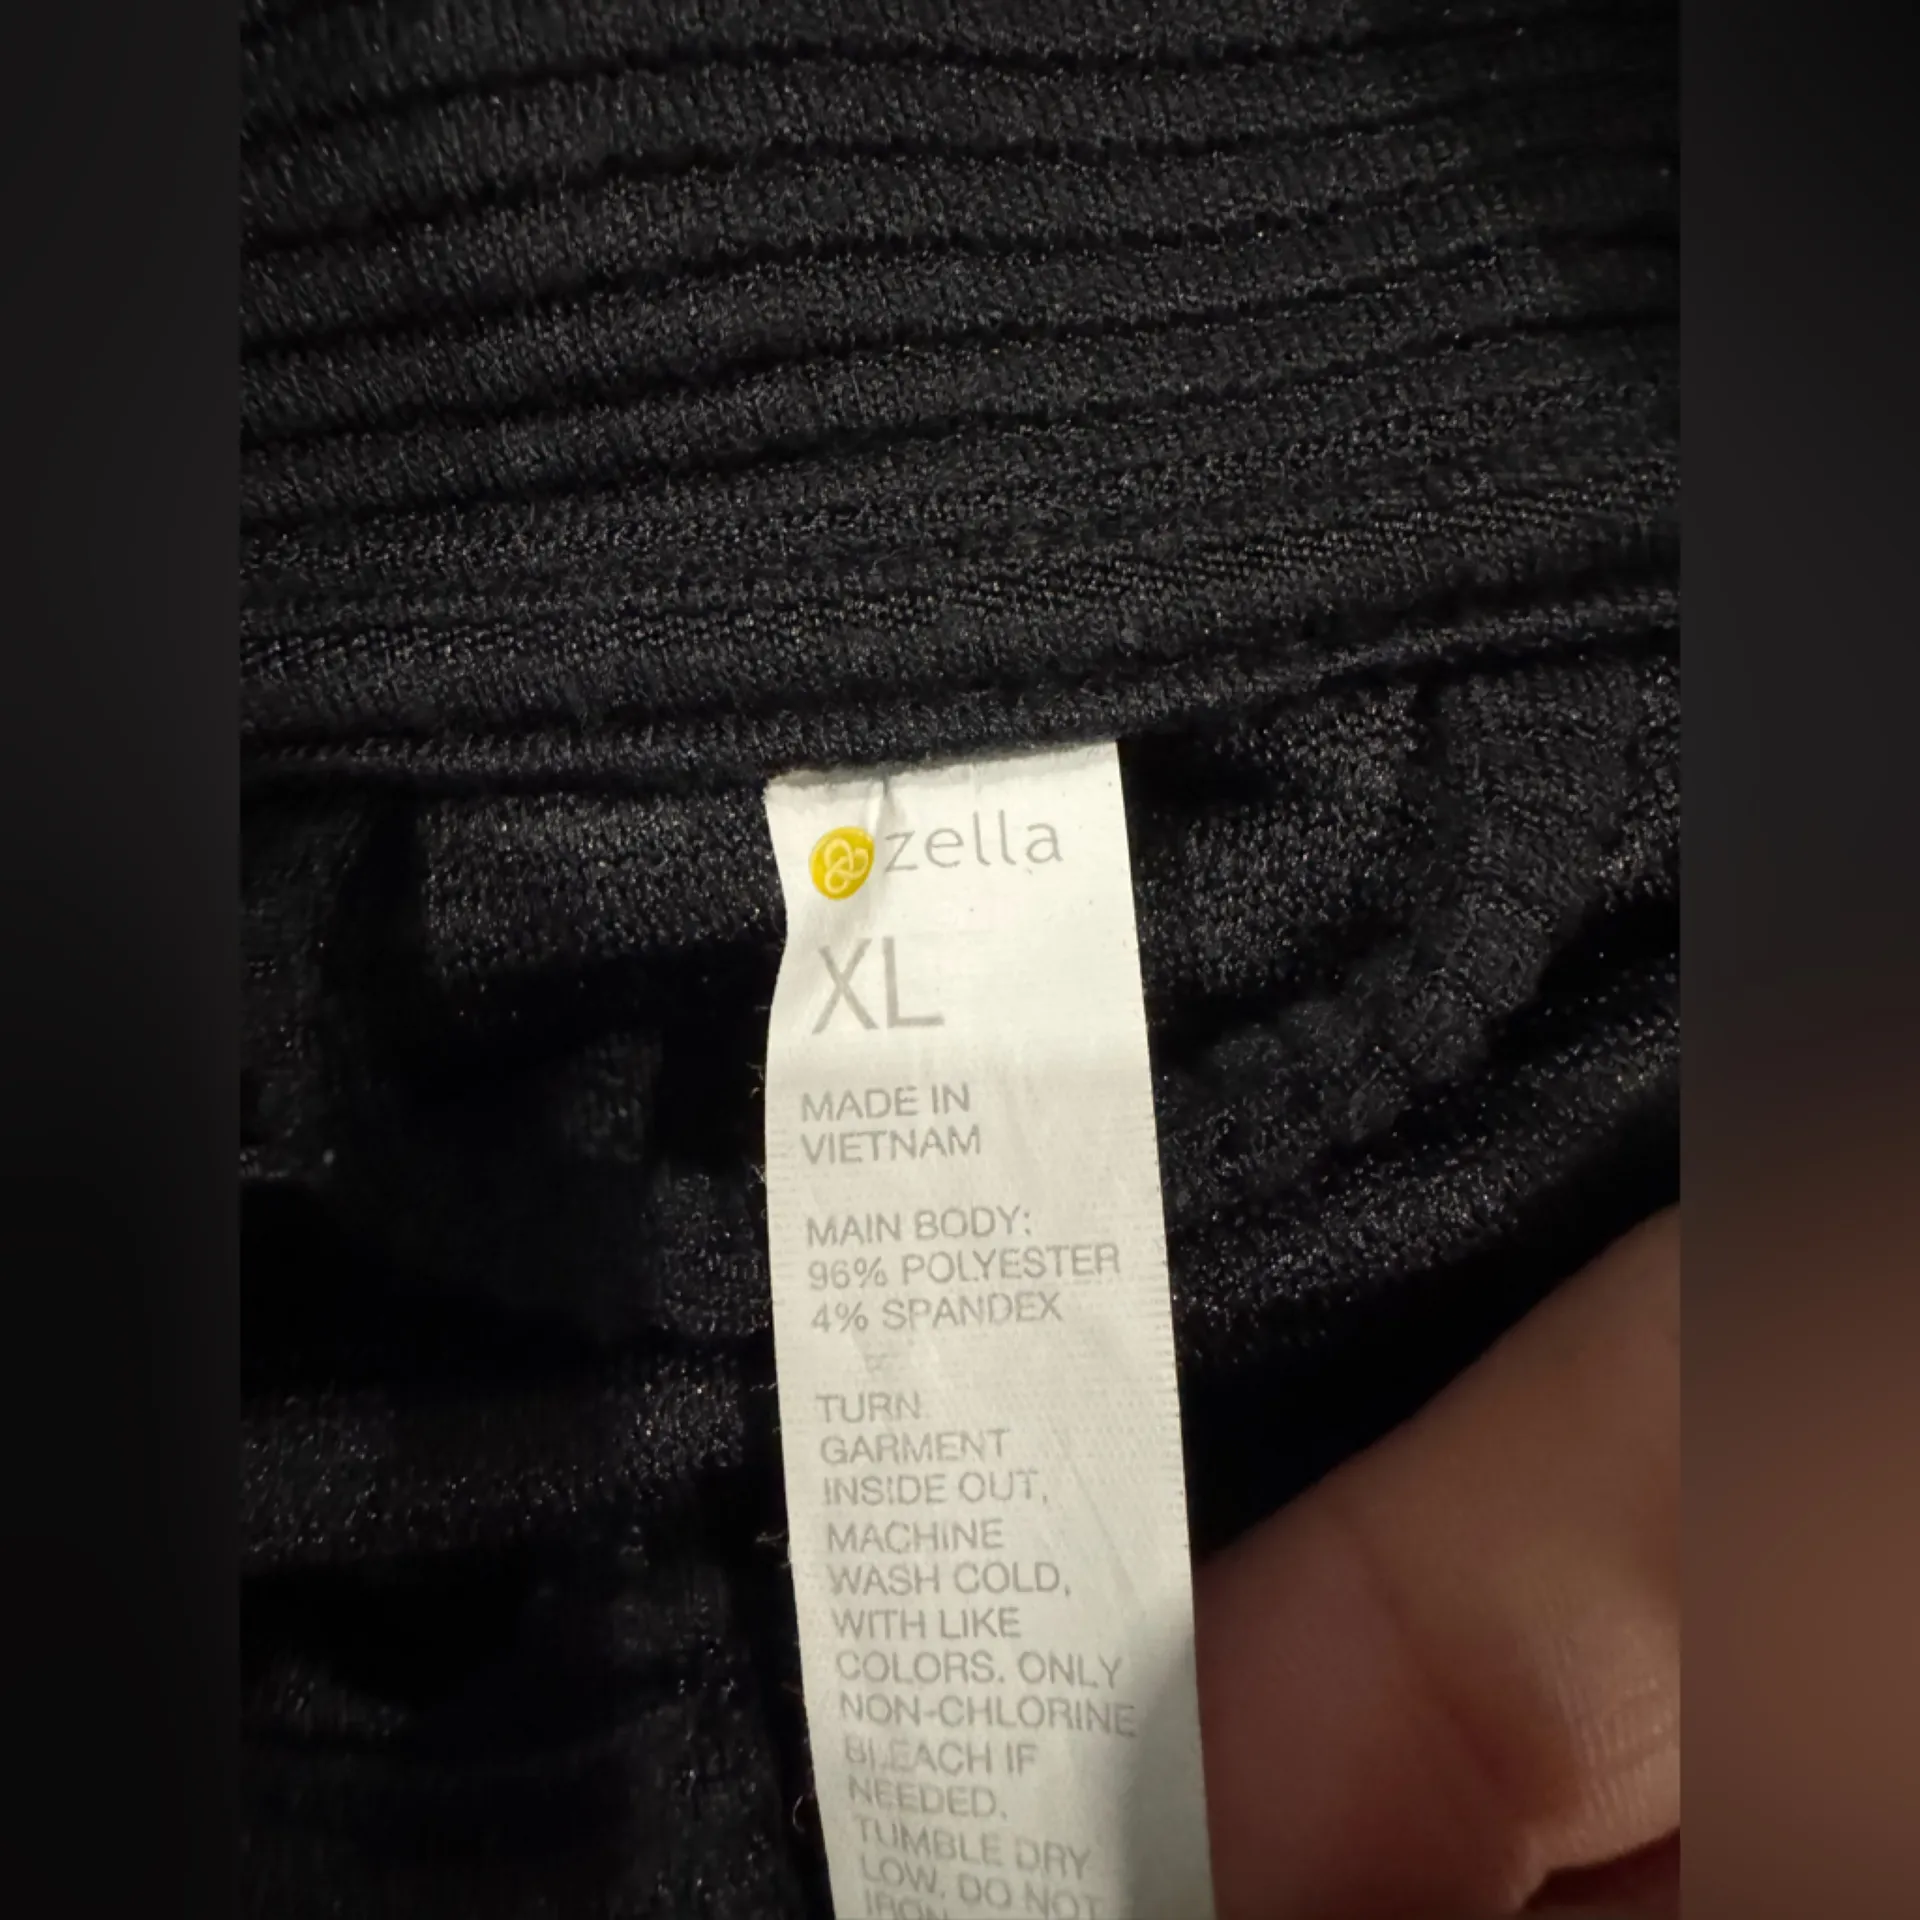 zella
XL
MADE IN
VIETNAM
MAIN BODY:
96% POLYESTER
4% SPANDEX
TURN
GARMENT
INSIDE OUT,
MACHINE
WASH COLD,
WITH LIKE
COLORS. ONLY
NON-CHLORINE
BLEACH IF
NEEDED.
TUMBLE DRY
LOW. DO NOT
IRON